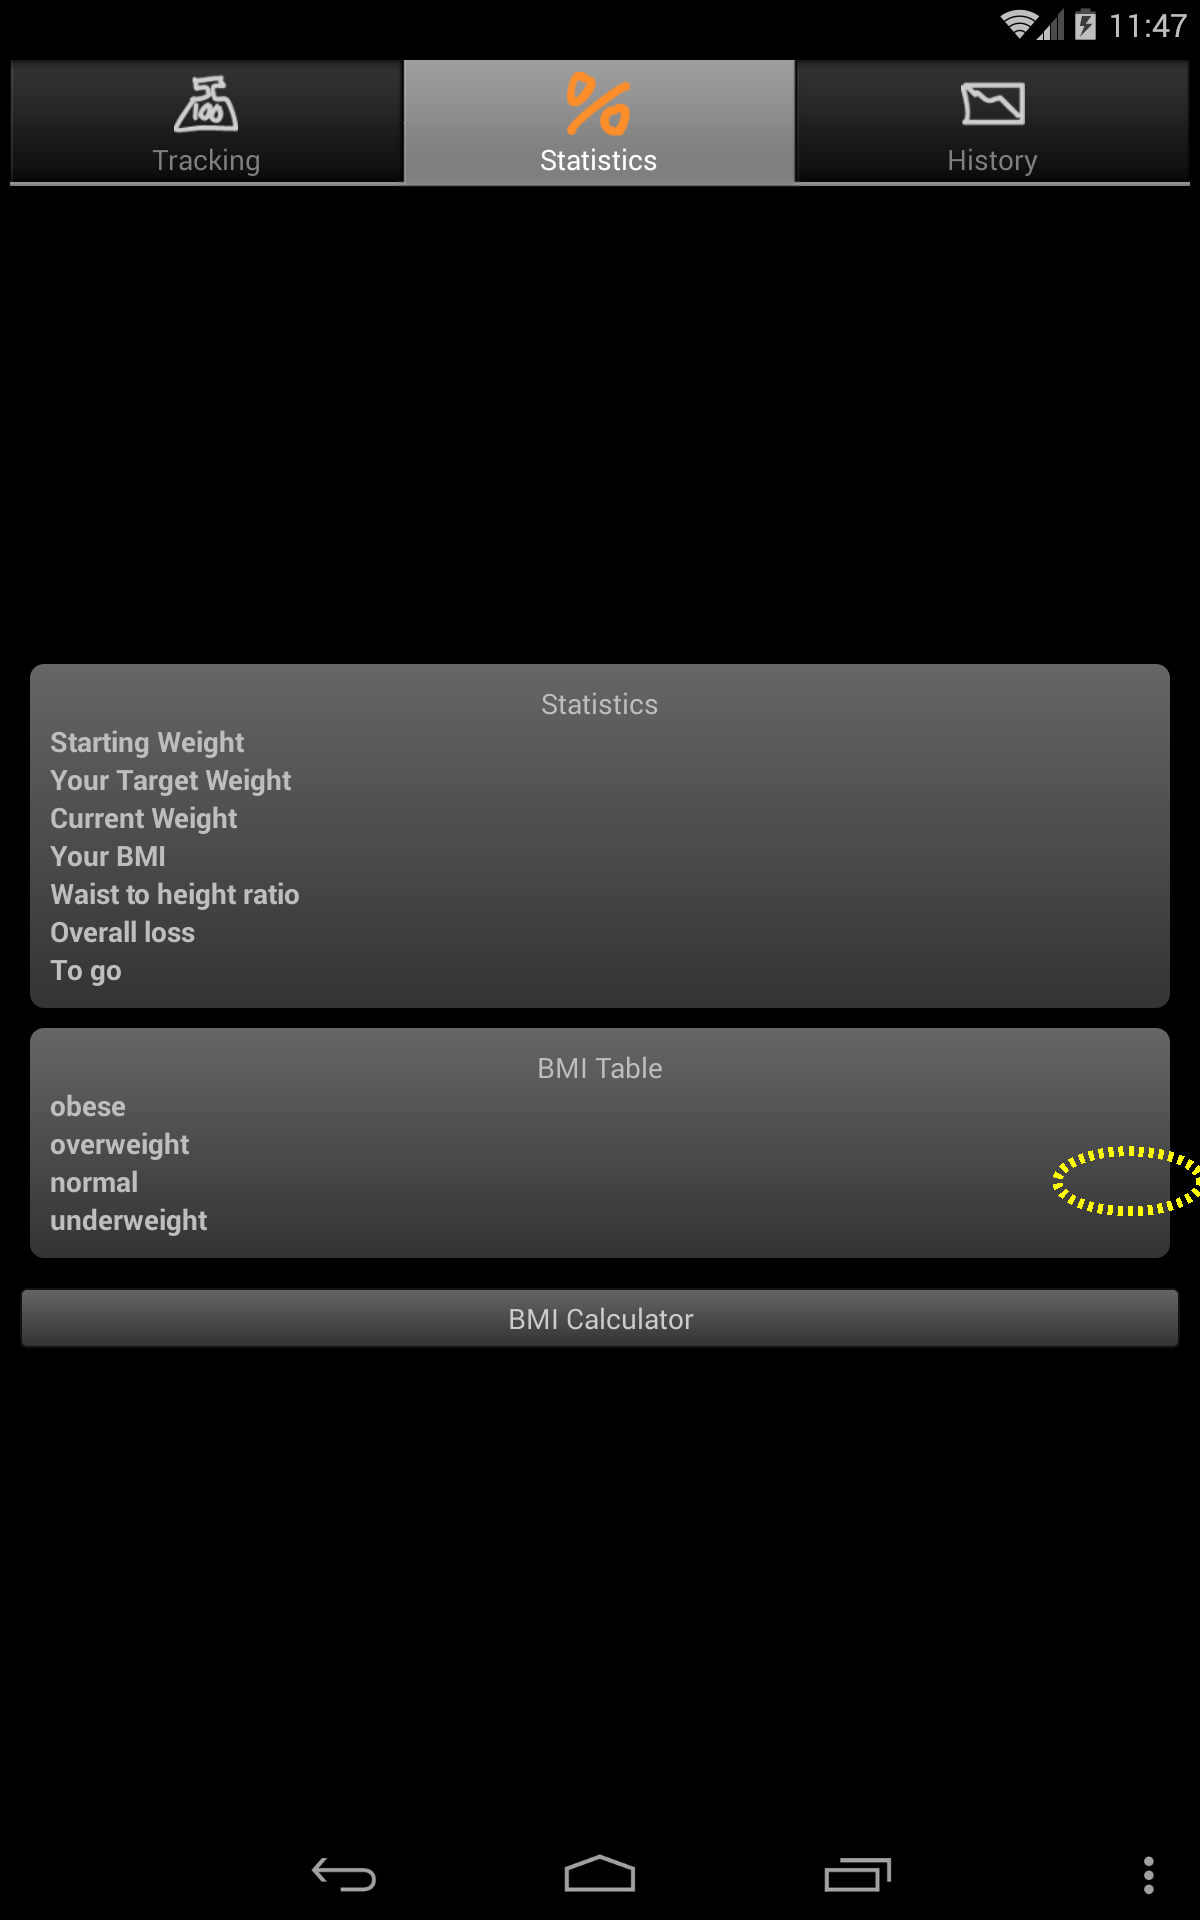 11:47
100
Tracking
%
Statistics
History
Statistics
Starting Weight
Your Target Weight
Current Weight
Your BMI
Waist to height ratio
Overall loss
To go
BMI Table
obese
overweight
normal
underweight
BMI Calculator